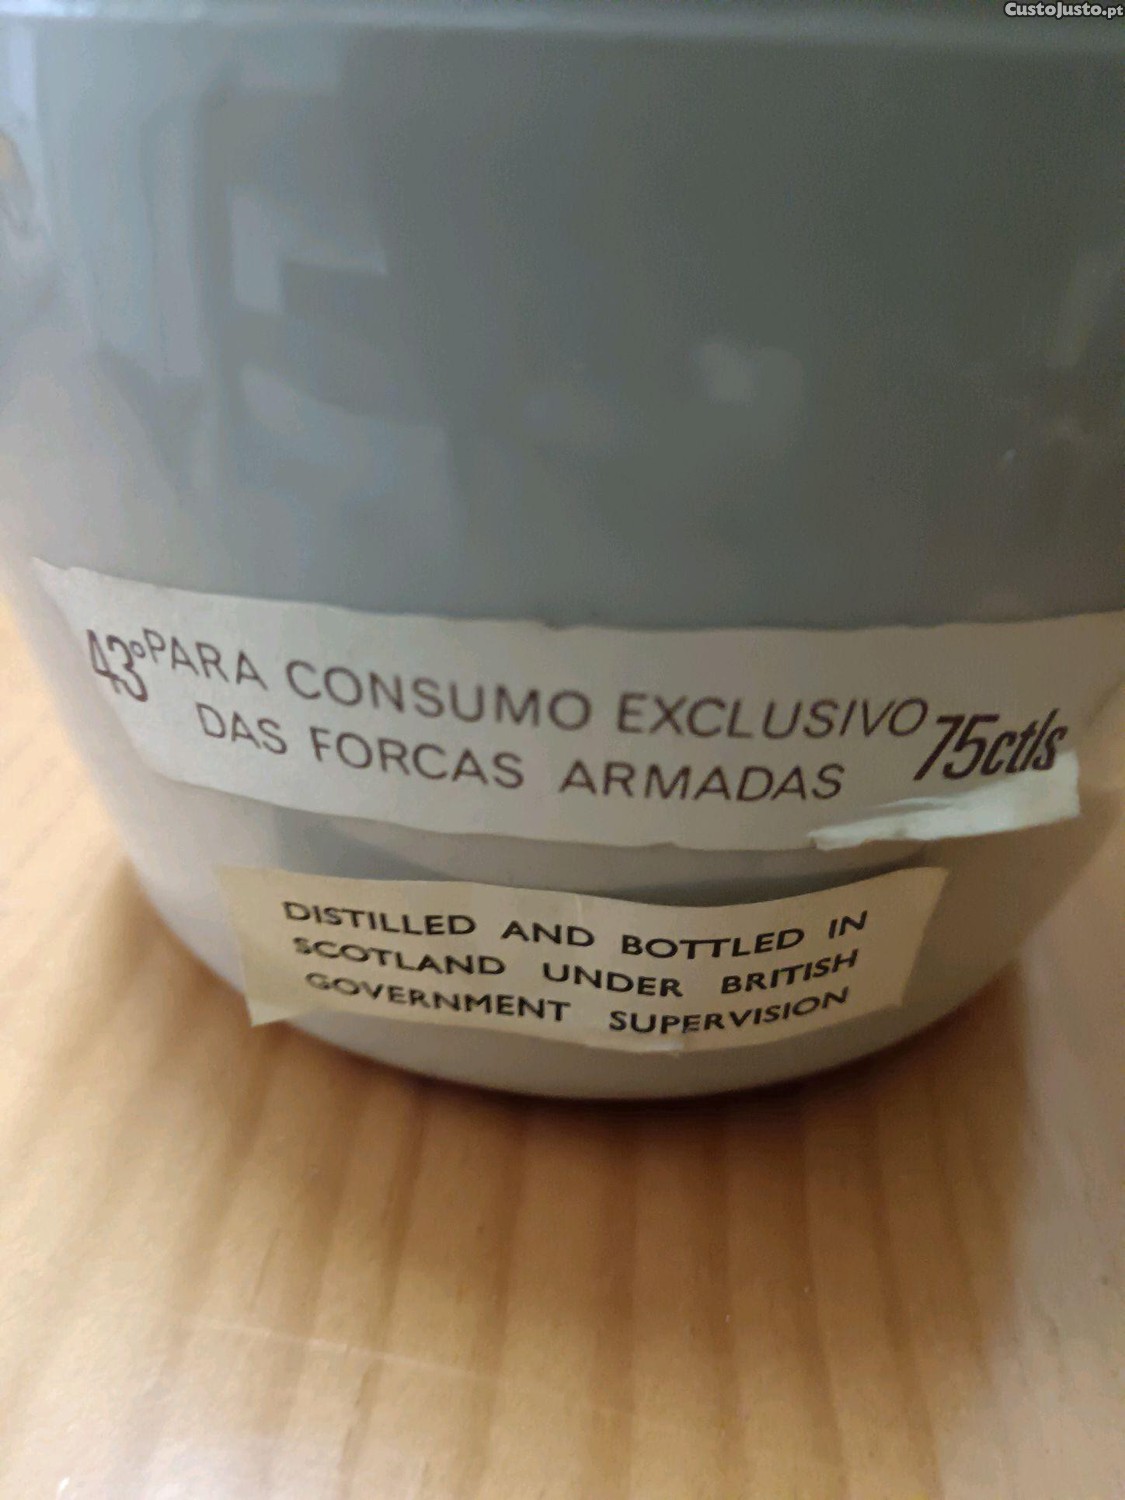 CustoJusto.pt
43º PARA CONSUMO EXCLUSIVO 75ctls
DAS FORCAS ARMADAS
DISTILLED AND BOTTLED IN
SCOTLAND UNDER BRITISH
GOVERNMENT SUPERVISION